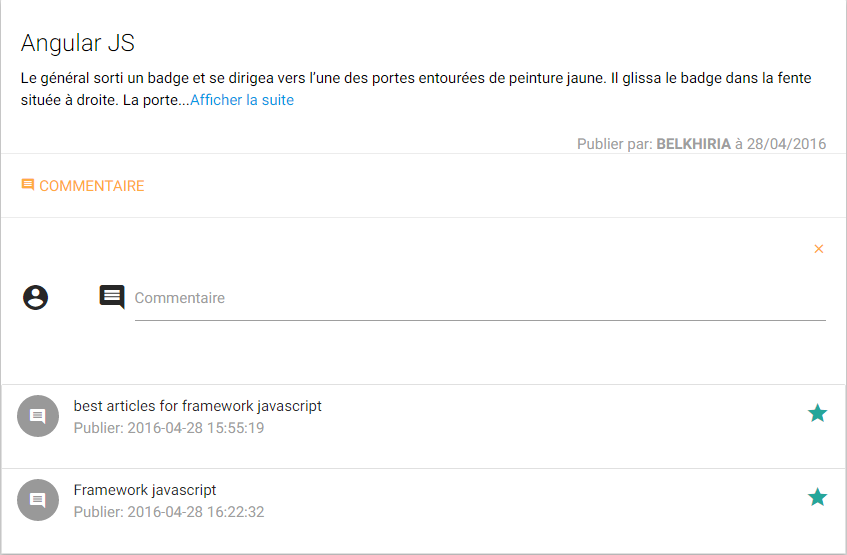 Angular JS
Le général sorti un badge et se dirigea vers l’une des portes entourées de peinture jaune. Il glissa le badge dans la fente
située à droite. La porte...Afficher la suite
Publier par: BELKHIRIA à 28/04/2016
COMMENTAIRE
Commentaire
best articles for framework javascript
Publier: 2016-04-28 15:55:19
Framework javascript
Publier: 2016-04-28 16:22:32